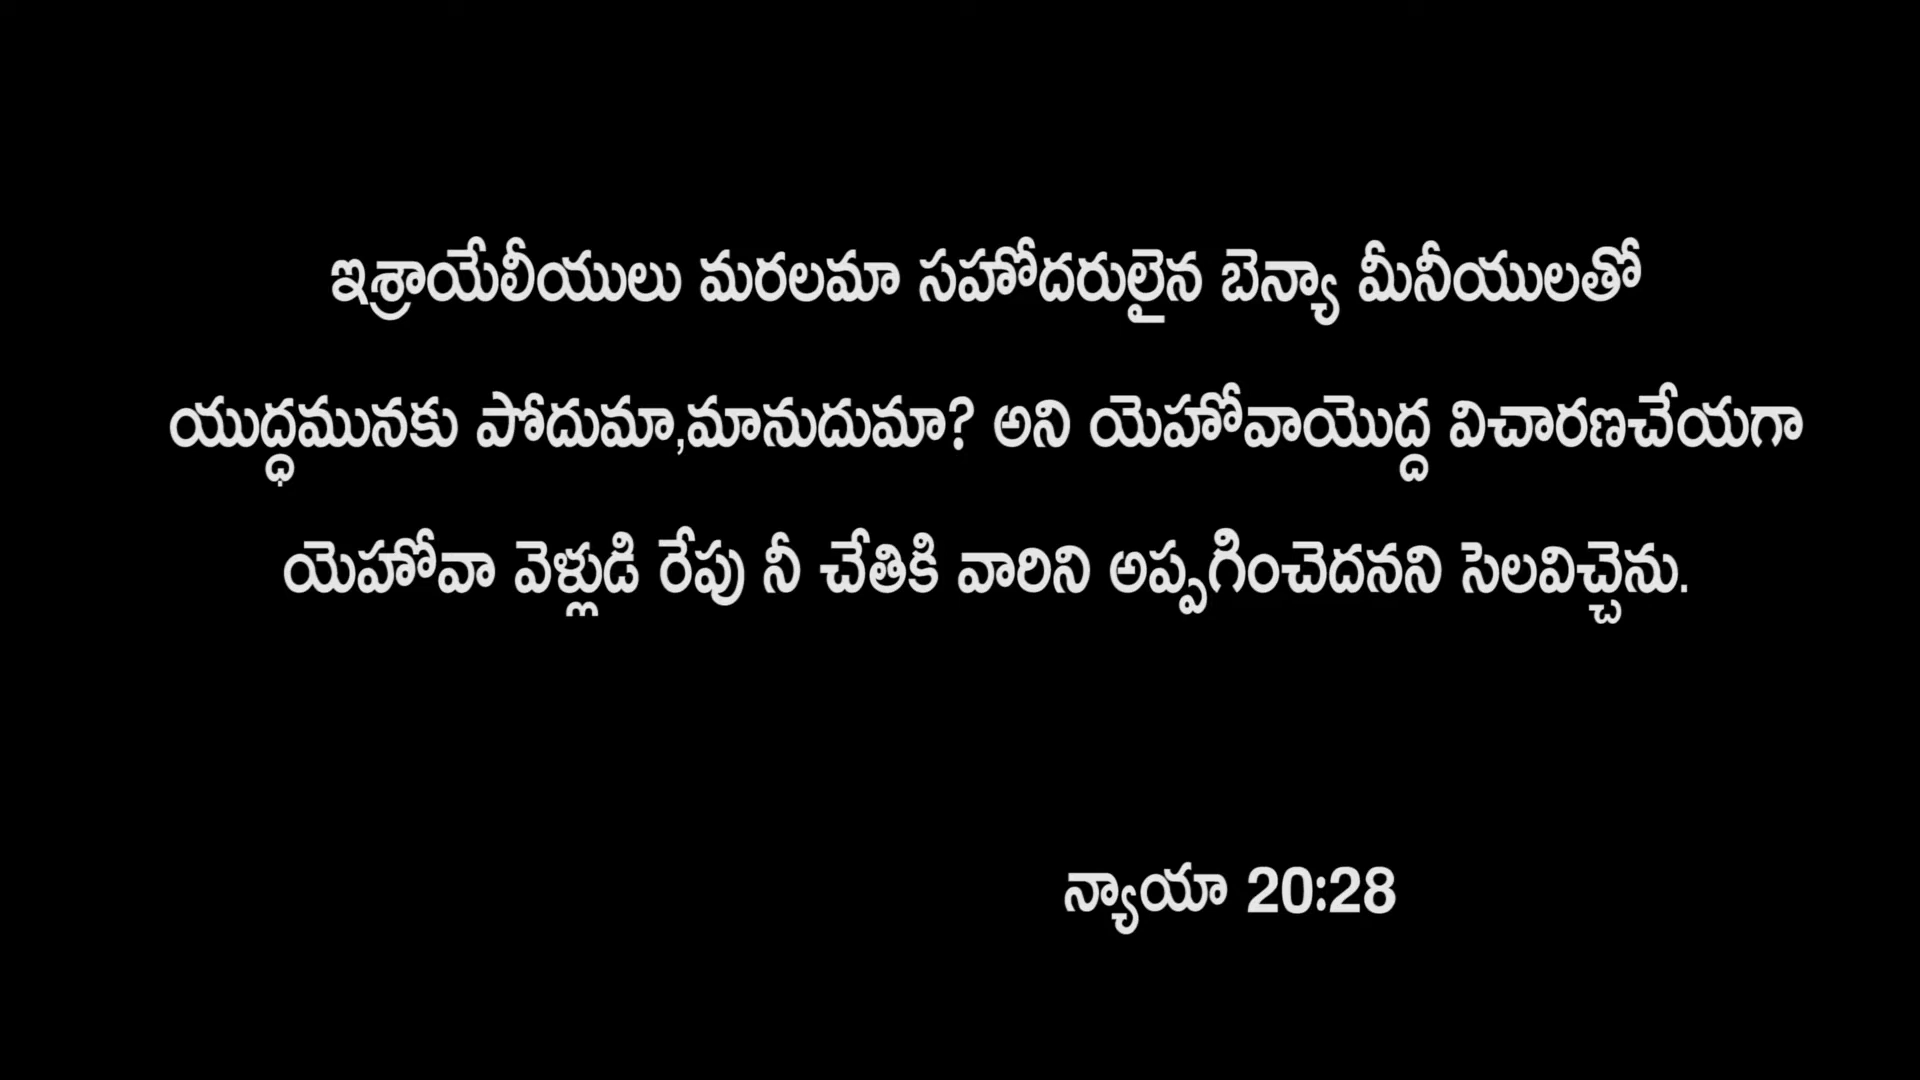 ఇశ్రాయేలీయులు మరలమా సహోదరులైన బెన్యా మీనీయులతో
యుద్ధమునకు పోదుమా,మానుదుమా? అని యెహోవాయొద్ద విచారణచేయగా
యెహోవా వెళ్లుడి రేపు నీ చేతికి వారిని అప్పగించెదనని సెలవిచ్చెను.
న్యాయా 20:28